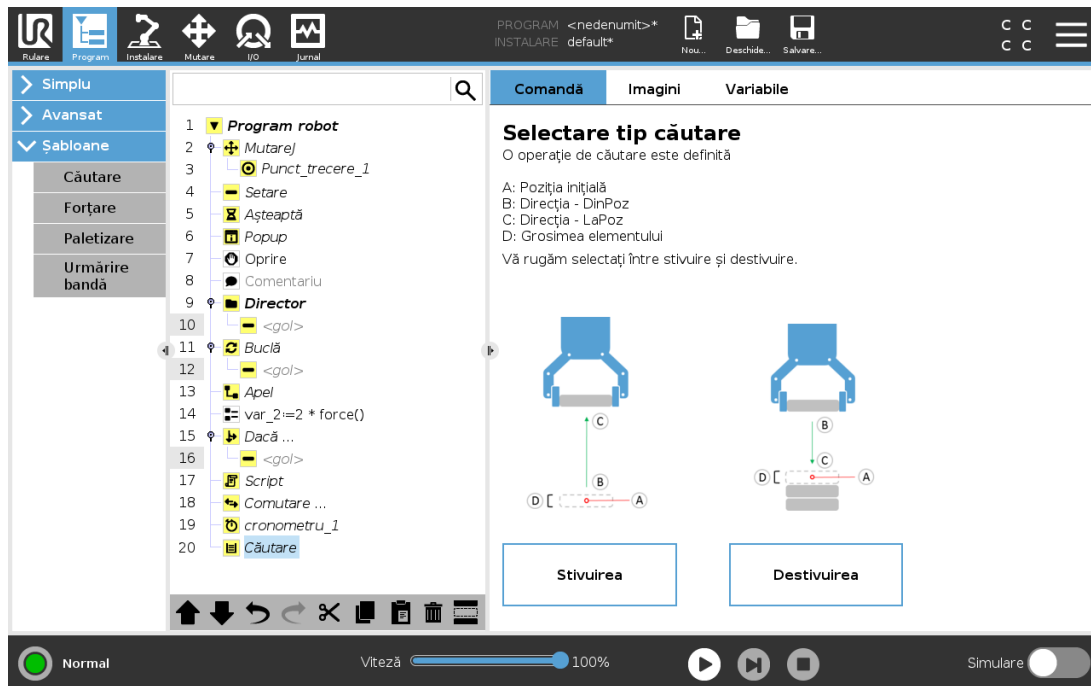 PROGRAM <nedenumit>*
INSTALARE default*
Rulare
Program
Instalare
Mutare
I/O
Jurnal
Nou...
Deschide...
Salvare...
C C
C C
Simplu
Avansat
Șabloane
Căutare
Forțare
Paletizare
Urmărire
bandă
1 Program robot
2 MutareJ
3 Punct_trecere_1
4 Setare
5 Așteaptă
6 Popup
7 Oprire
8 Comentariu
9 Director
10 <gol>
11 Buclă
12 <gol>
13 Apel
14 var_2:=2 * force()
15 Dacă ...
16 <gol>
17 Script
18 Comutare ...
19 cronometru_1
20 Căutare
Comandă
Imagini
Variabile
Selectare tip căutare
O operație de căutare este definită
A: Poziția inițială
B: Direcția - DinPoz
C: Direcția - LaPoz
D: Grosimea elementului
Vă rugăm selectați între stivuire și destivuire.
C
B
D
A
B
C
D
A
Stivuirea
Destivuirea
Normal
Viteză
100%
Simulare